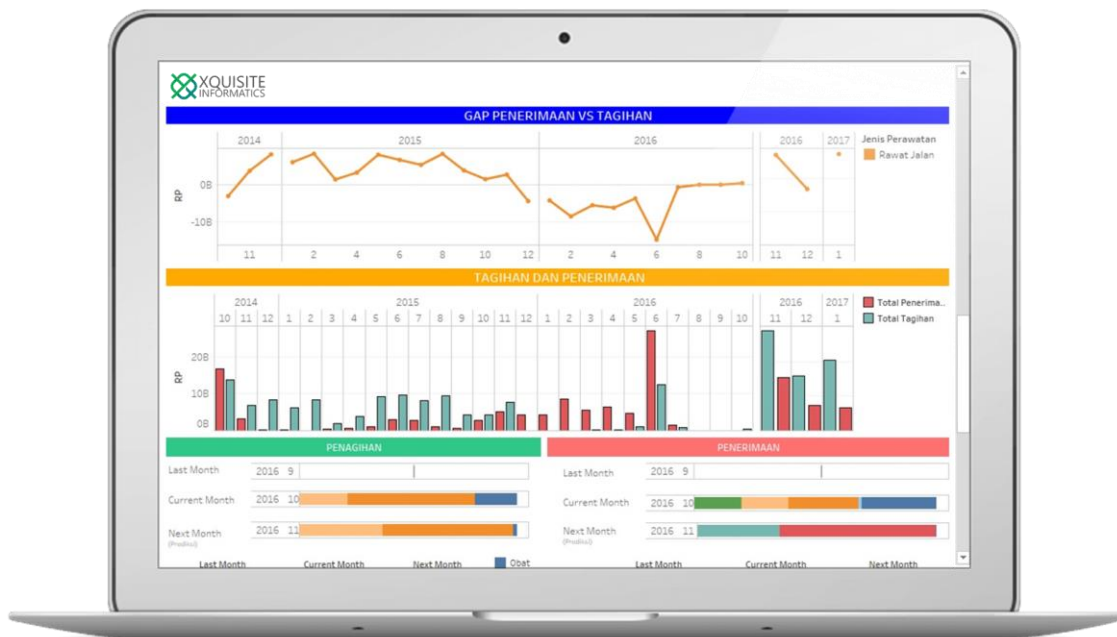 XQUISITE
INFORMATICS
GAP PENERIMAAN VS TAGIHAN
2014 2015 2016 2016 2017
Jenis Perawatan
Rawat Jalan
RP
0B
-10B
11 2 4 6 8 10 12 2 4 6 8 10 11 12 1
TAGIHAN DAN PENERIMAAN
2014 2015 2016 2016 2017
10 11 12 1 2 3 4 5 6 7 8 9 10 11 12 1 2 3 4 5 6 7 8 9 10 11 12 1
Total Penerima..
Total Tagihan
RP
20B
10B
0B
PENAGIHAN
Last Month 2016 9
Current Month 2016 10
Next Month 2016 11
(Prediksi)
Last Month Current Month Next Month Obat
PENERIMAAN
Last Month 2016 9
Current Month 2016 10
Next Month 2016 11
(Prediksi)
Last Month Current Month Next Month